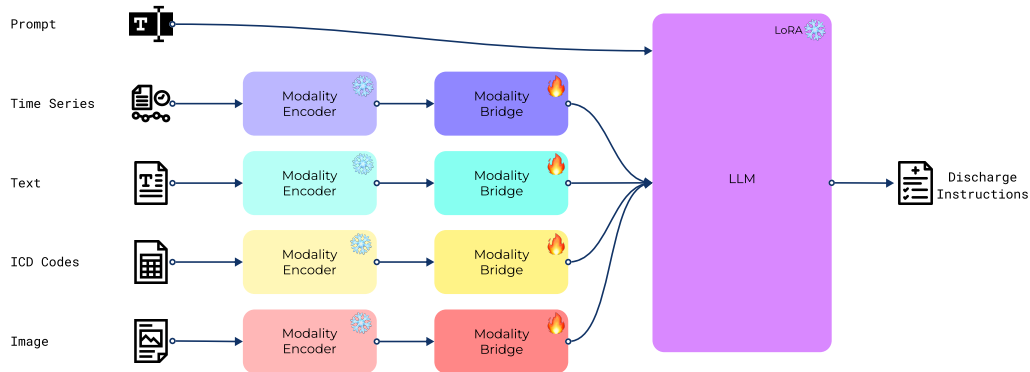 Prompt
LoRA
Time Series
Modality
Encoder
Modality
Bridge
Text
Modality
Encoder
Modality
Bridge
LLM
Discharge
Instructions
ICD Codes
Modality
Encoder
Modality
Bridge
Image
Modality
Encoder
Modality
Bridge